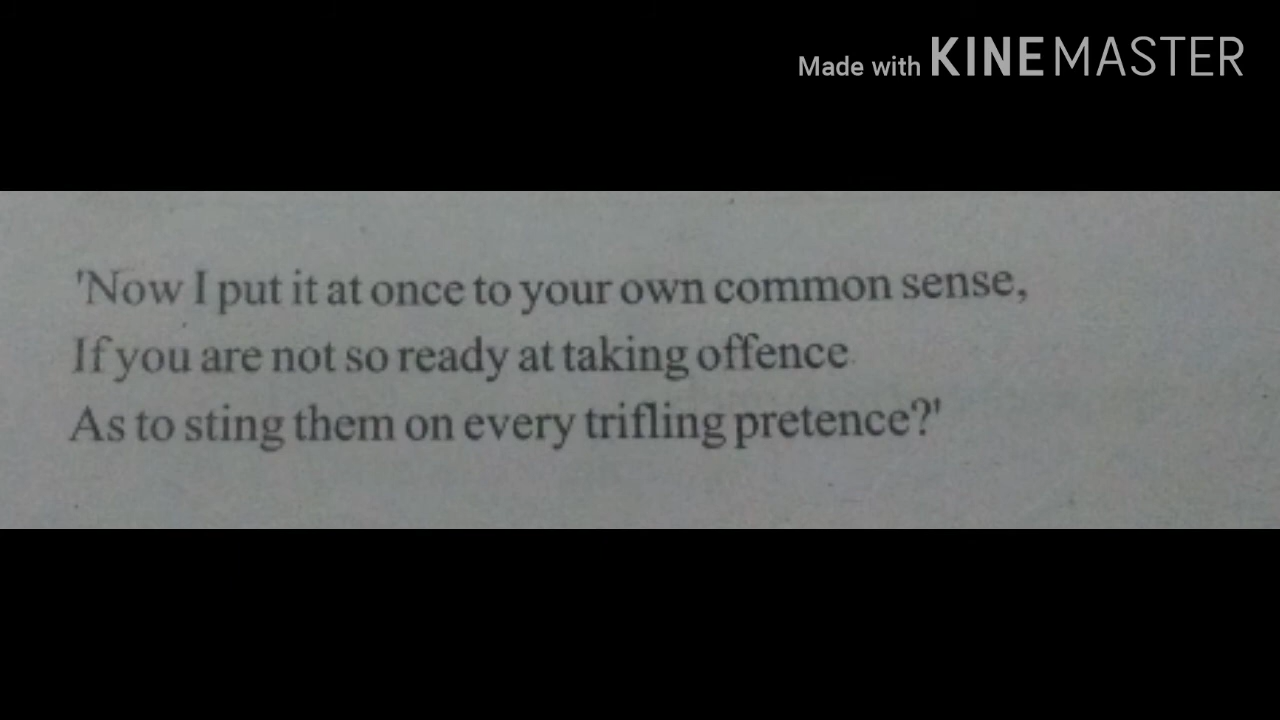 Made with KINEMASTER
'Now I put it at once to your own common sense,
If you are not so ready at taking offence
As to sting them on every trifling pretence?'